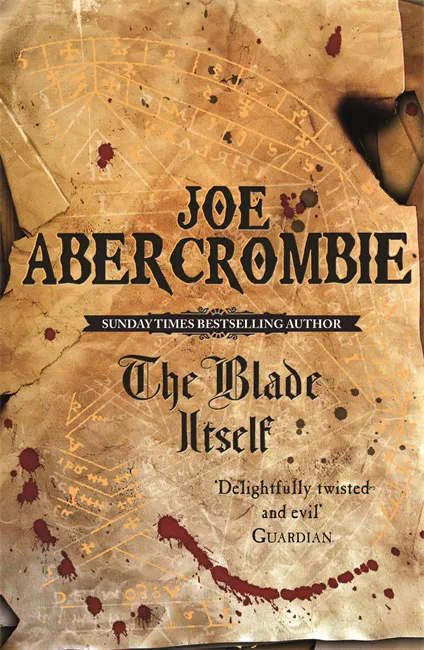 JOE
ABERCROMBIE
SUNDAY TIMES BESTSELLING AUTHOR
The Blade
Itself
'Delightfully twisted
and evil'
GUARDIAN